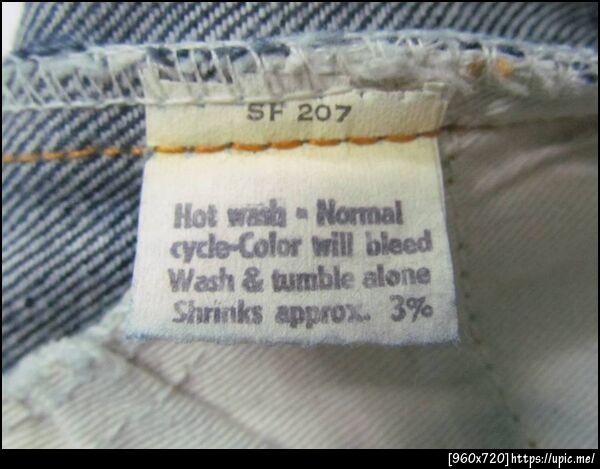 SF 207
Hot wash - Normal
cycle-Color will bleed
Wash & tumble alone
Shrinks approx. 3%
[960x720]https://upic.me/